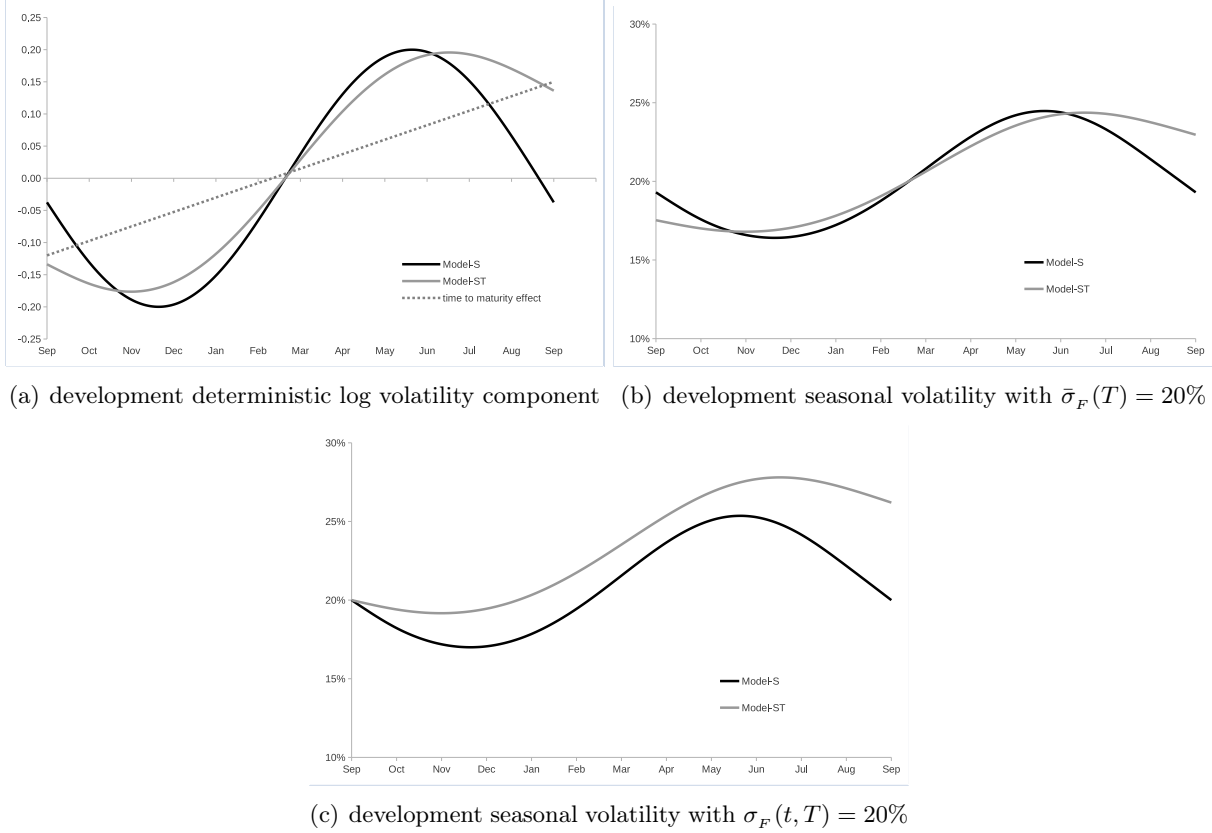 0,25
0,20
0,15
0,10
0,05
0,00
-0,05
-0,10
-0,15
-0,20
-0,25
Sep Oct Nov Dec Jan Feb Mar Apr May Jun Jul Aug Sep
Model-S
Model-ST
time to maturity effect
(a) development deterministic log volatility component
30%
25%
20%
15%
10%
Sep Oct Nov Dec Jan Feb Mar Apr May Jun Jul Aug Sep
Model-S
Model-ST
(b) development seasonal volatility with σ̄_F(T) = 20%
30%
25%
20%
15%
10%
Sep Oct Nov Dec Jan Feb Mar Apr May Jun Jul Aug Sep
Model-S
Model-ST
(c) development seasonal volatility with σ_F(t, T) = 20%